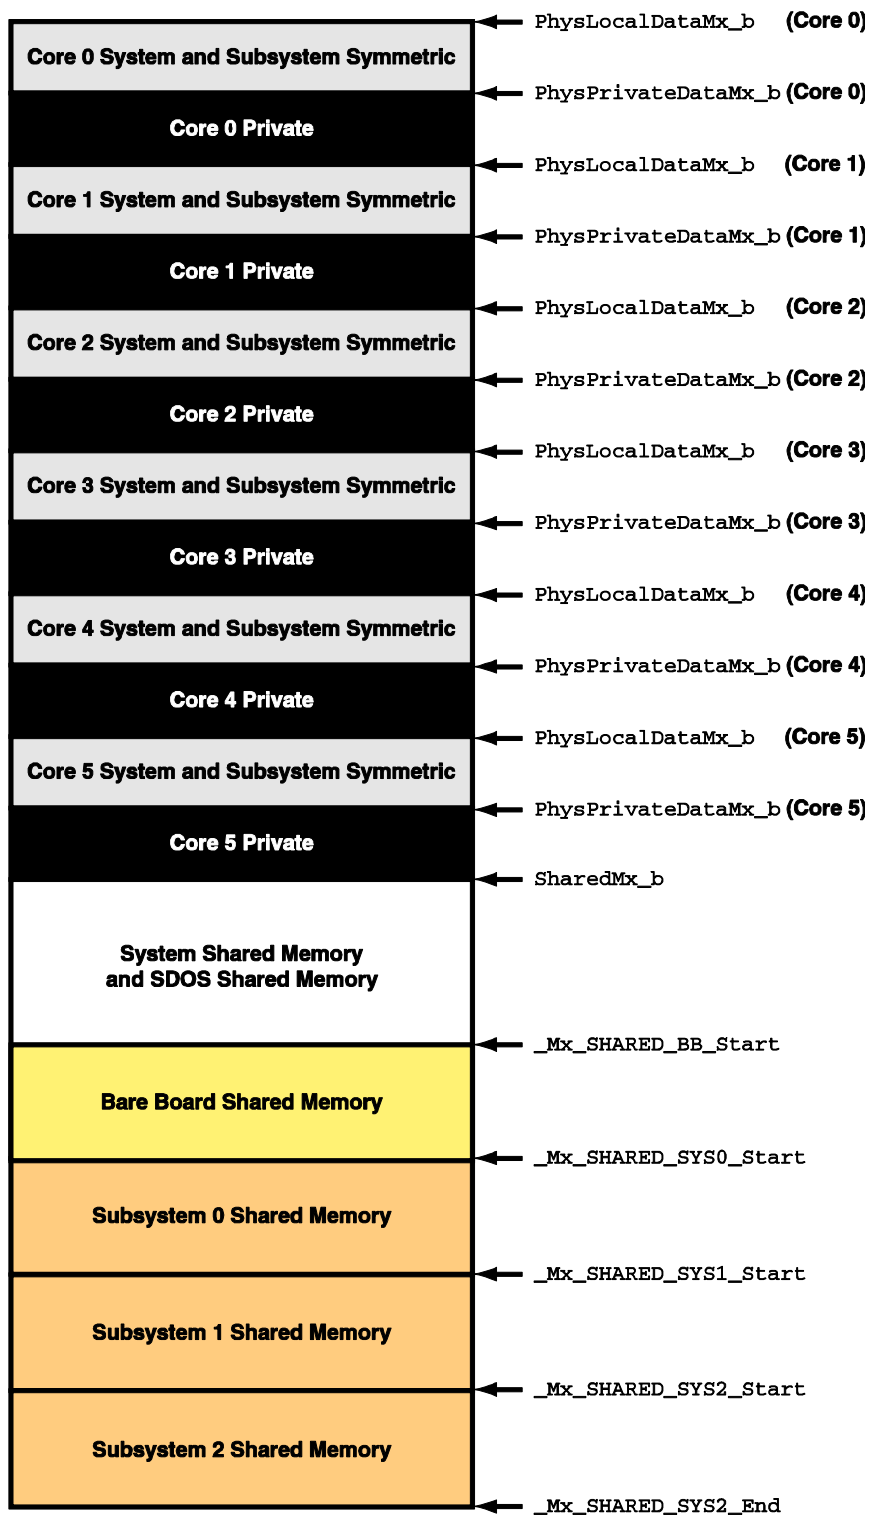 PhysLocalDataMx_b (Core 0)
Core 0 System and Subsystem Symmetric
PhysPrivateDataMx_b (Core 0)
Core 0 Private
PhysLocalDataMx_b (Core 1)
Core 1 System and Subsystem Symmetric
PhysPrivateDataMx_b (Core 1)
Core 1 Private
PhysLocalDataMx_b (Core 2)
Core 2 System and Subsystem Symmetric
PhysPrivateDataMx_b (Core 2)
Core 2 Private
PhysLocalDataMx_b (Core 3)
Core 3 System and Subsystem Symmetric
PhysPrivateDataMx_b (Core 3)
Core 3 Private
PhysLocalDataMx_b (Core 4)
Core 4 System and Subsystem Symmetric
PhysPrivateDataMx_b (Core 4)
Core 4 Private
PhysLocalDataMx_b (Core 5)
Core 5 System and Subsystem Symmetric
PhysPrivateDataMx_b (Core 5)
Core 5 Private
SharedMx_b
System Shared Memory
and SDOS Shared Memory
_Mx_SHARED_BB_Start
Bare Board Shared Memory
_Mx_SHARED_SYS0_Start
Subsystem 0 Shared Memory
_Mx_SHARED_SYS1_Start
Subsystem 1 Shared Memory
_Mx_SHARED_SYS2_Start
Subsystem 2 Shared Memory
_Mx_SHARED_SYS2_End